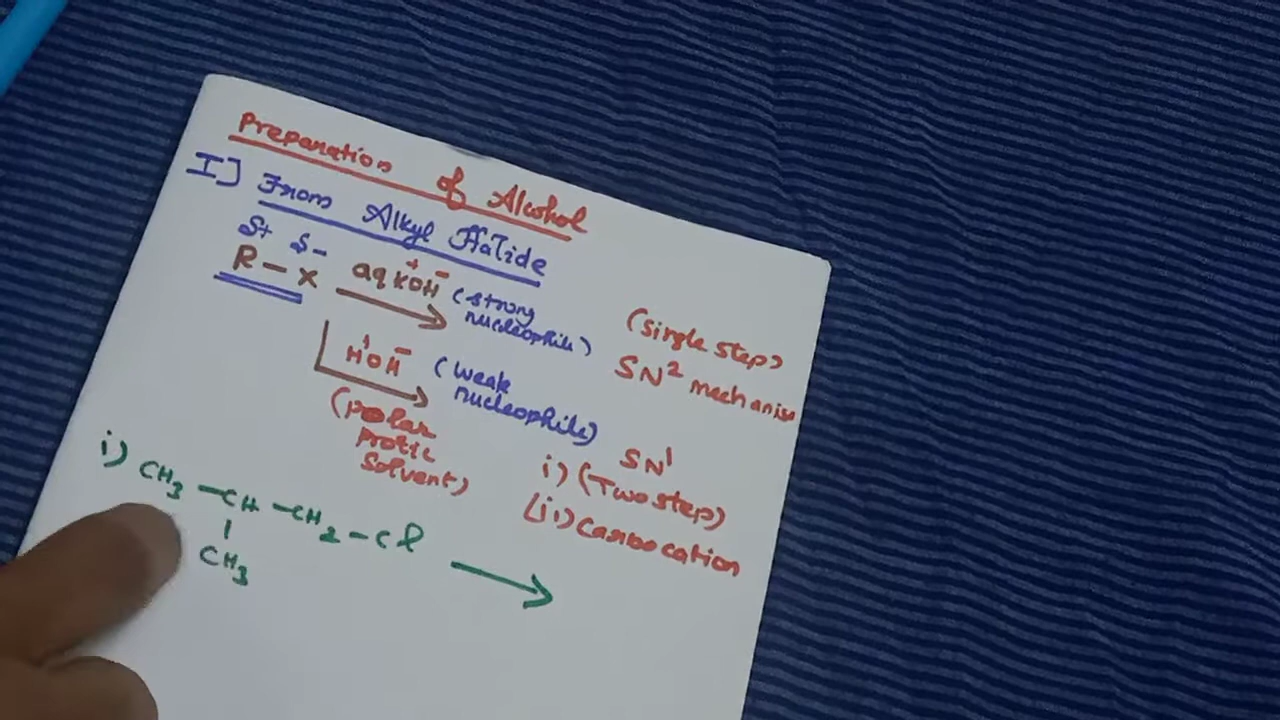 Preparation of Alcohol
I] From Alkyl Halide
δ+ δ-
R - X aq K⁺OH⁻ (strong nucleophile) (single step)
SN² mechanism
H⁺OH⁻ (weak nucleophile)
(Polar
Protic
Solvent)
SN¹
i) (Two step)
(ii) Carbocation
i) CH₃ - CH - CH₂ - Cl →
|
CH₃